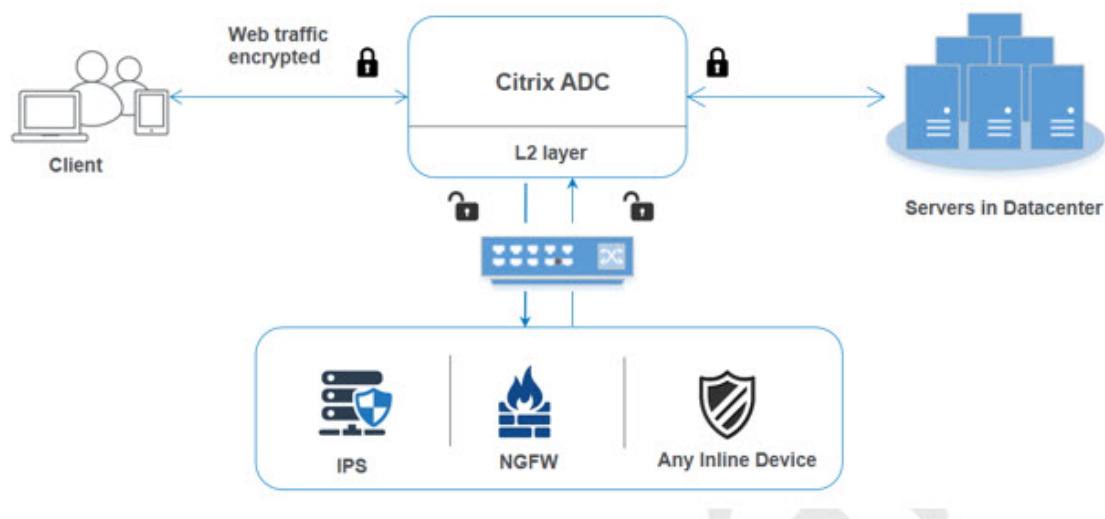 Web traffic
encrypted
Citrix ADC
L2 layer
Client
Servers in Datacenter
IPS
NGFW
Any Inline Device